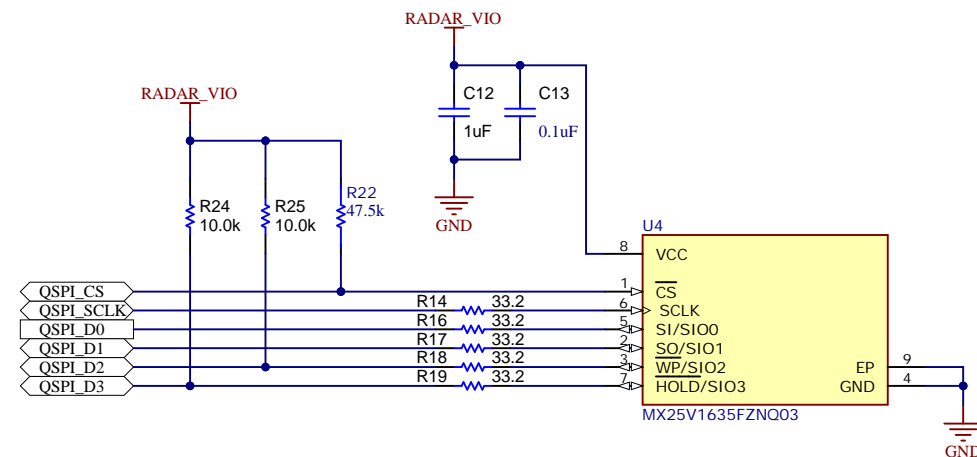 RADAR_VIO
C12
C13
1uF
0.1uF
GND
RADAR_VIO
R24
10.0k
R25
10.0k
R22
47.5k
QSPI_CS
QSPI_SCLK
QSPI_D0
QSPI_D1
QSPI_D2
QSPI_D3
R14 33.2
R16 33.2
R17 33.2
R18 33.2
R19 33.2
U4
8 VCC
1 CS
6 SCLK
5 SI/SIO0
2 SO/SIO1
3 WP/SIO2
7 HOLD/SIO3
EP 9
GND 4
MX25V1635FZNQ03
GND